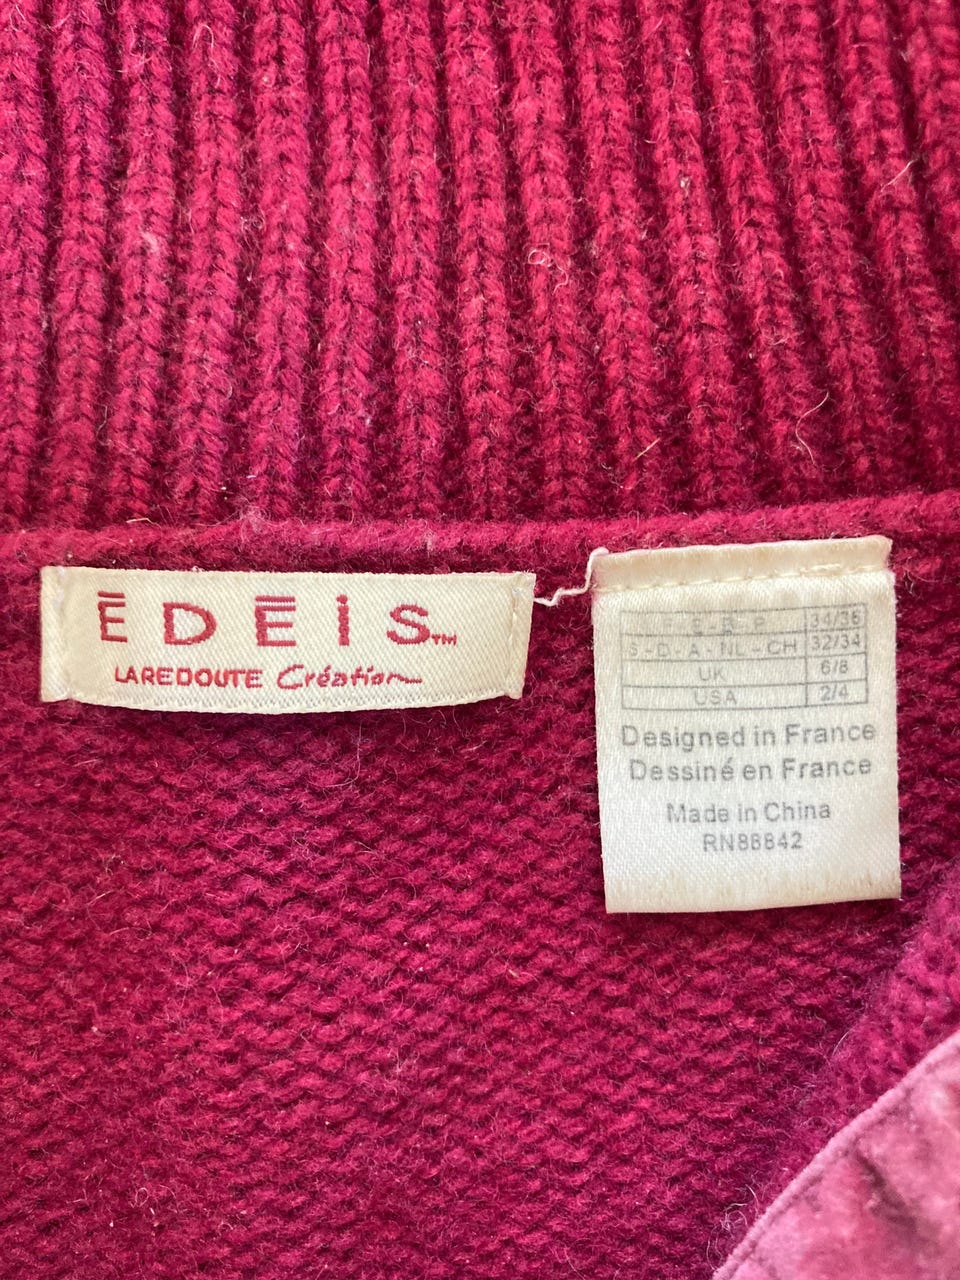 EDEiS™
LAREDOUTE Création
F - E - B - P 34/36
S - D - A - NL - CH 32/34
UK 6/8
USA 2/4
Designed in France
Dessiné en France
Made in China
RN88842